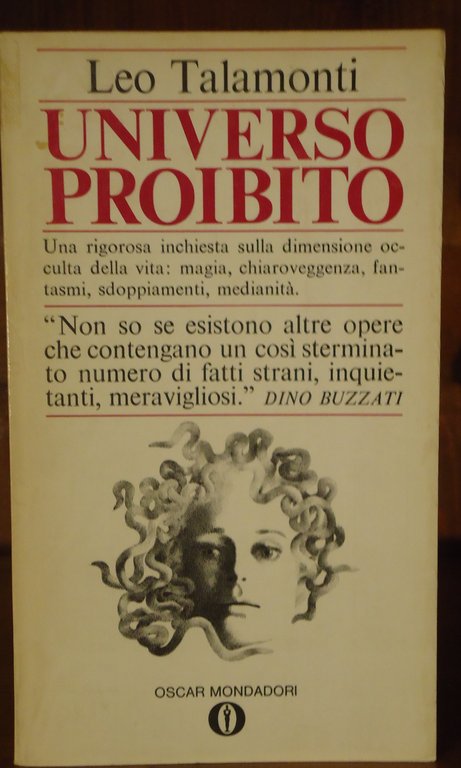 Leo Talamonti
UNIVERSO
PROIBITO
Una rigorosa inchiesta sulla dimensione oc-
culta della vita: magia, chiaroveggenza, fan-
tasmi, sdoppiamenti, medianità.
“Non so se esistono altre opere
che contengano un così stermina-
to numero di fatti strani, inquie-
tanti, meravigliosi.” DINO BUZZATI
OSCAR MONDADORI